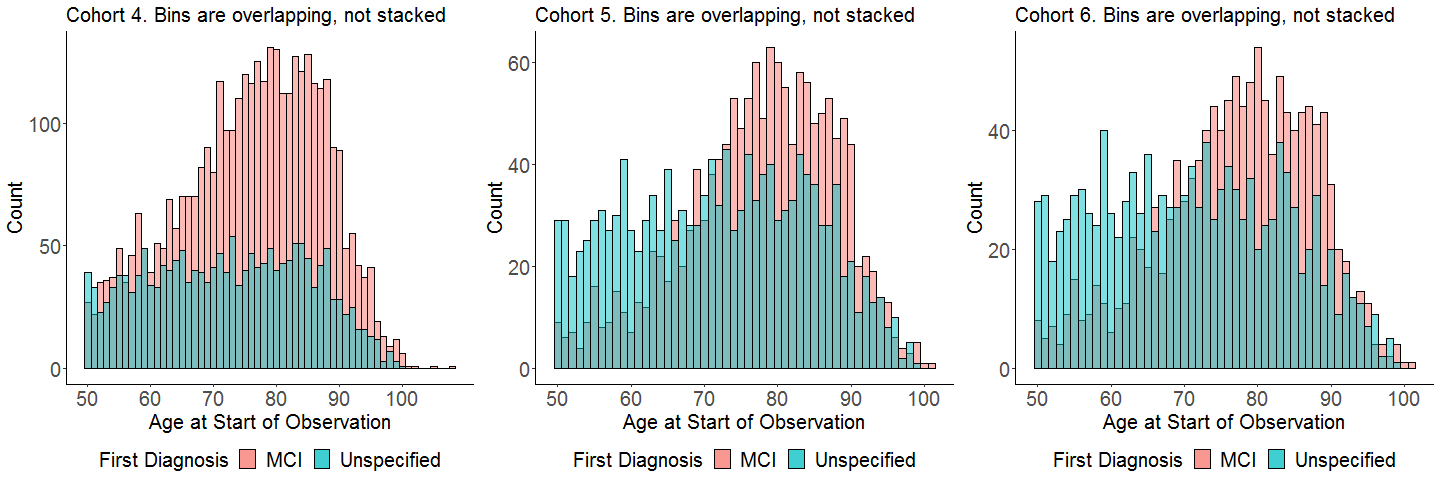 Cohort 4. Bins are overlapping, not stacked
Count
100
50
0
50 60 70 80 90 100
Age at Start of Observation
First Diagnosis MCI Unspecified
Cohort 5. Bins are overlapping, not stacked
Count
60
40
20
0
50 60 70 80 90 100
Age at Start of Observation
First Diagnosis MCI Unspecified
Cohort 6. Bins are overlapping, not stacked
Count
40
20
0
50 60 70 80 90 100
Age at Start of Observation
First Diagnosis MCI Unspecified